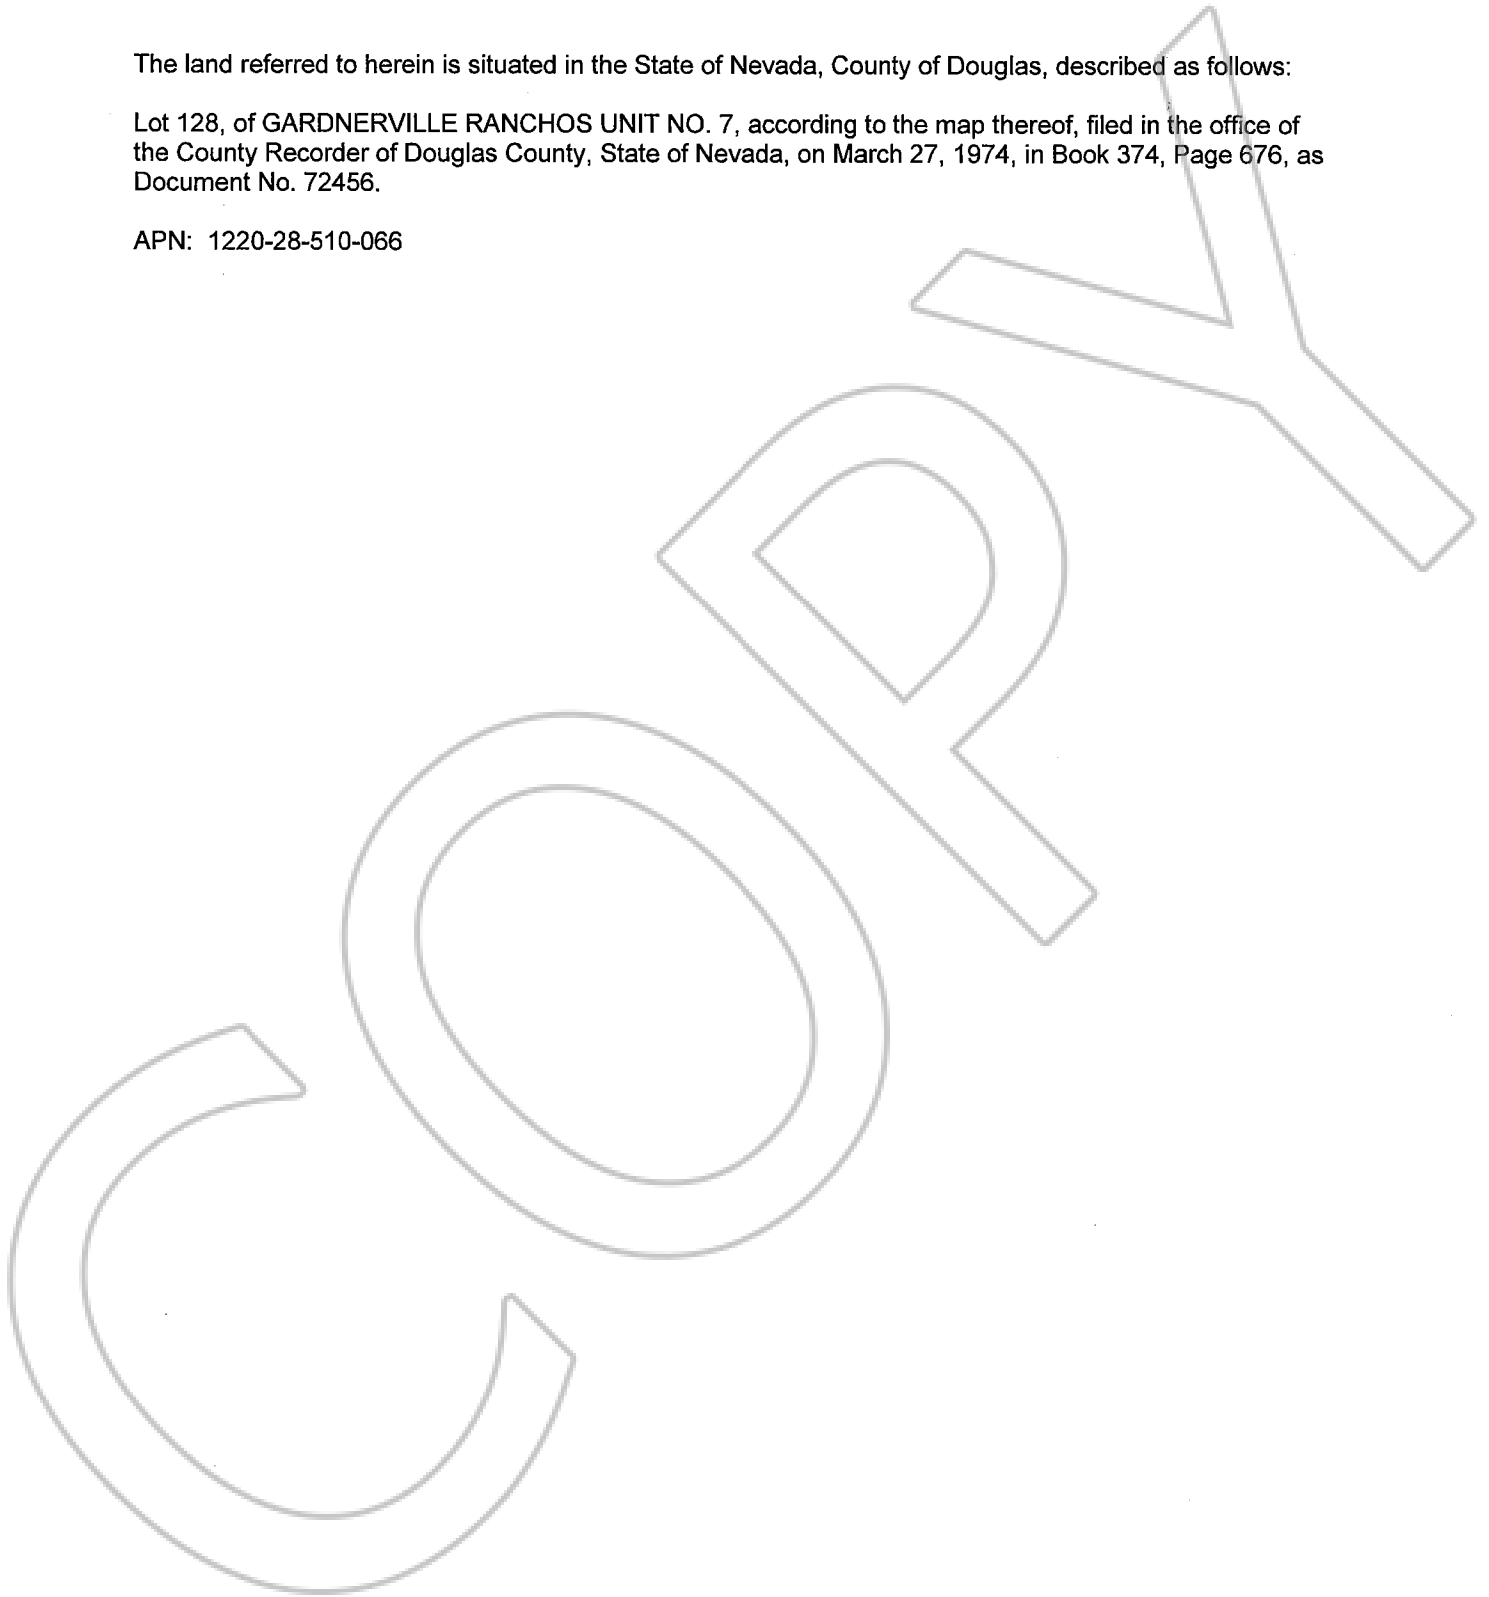 The land referred to herein is situated in the State of Nevada, County of Douglas, described as follows:
Lot 128, of GARDNERVILLE RANCHOS UNIT NO. 7, according to the map thereof, filed in the office of
the County Recorder of Douglas County, State of Nevada, on March 27, 1974, in Book 374, Page 676, as
Document No. 72456.
APN: 1220-28-510-066
COPY